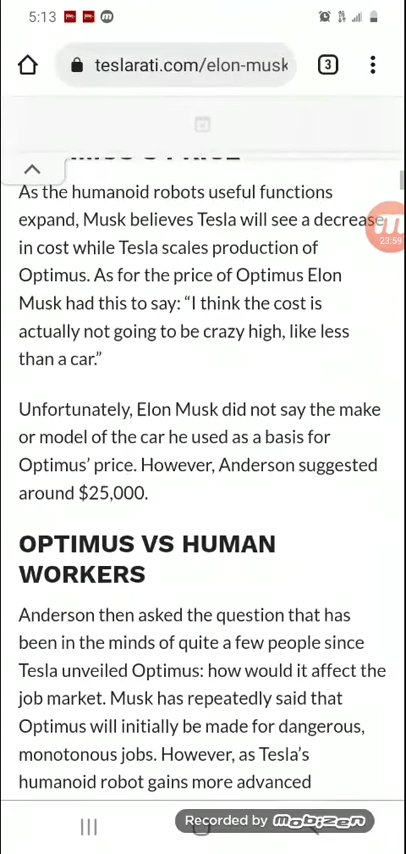 5:13
teslarati.com/elon-musk
3
As the humanoid robots useful functions
expand, Musk believes Tesla will see a decrease
in cost while Tesla scales production of
Optimus. As for the price of Optimus Elon
Musk had this to say: “I think the cost is
actually not going to be crazy high, like less
than a car.”
23:59
Unfortunately, Elon Musk did not say the make
or model of the car he used as a basis for
Optimus’ price. However, Anderson suggested
around $25,000.
OPTIMUS VS HUMAN
WORKERS
Anderson then asked the question that has
been in the minds of quite a few people since
Tesla unveiled Optimus: how would it affect the
job market. Musk has repeatedly said that
Optimus will initially be made for dangerous,
monotonous jobs. However, as Tesla’s
humanoid robot gains more advanced
Recorded by mobizen